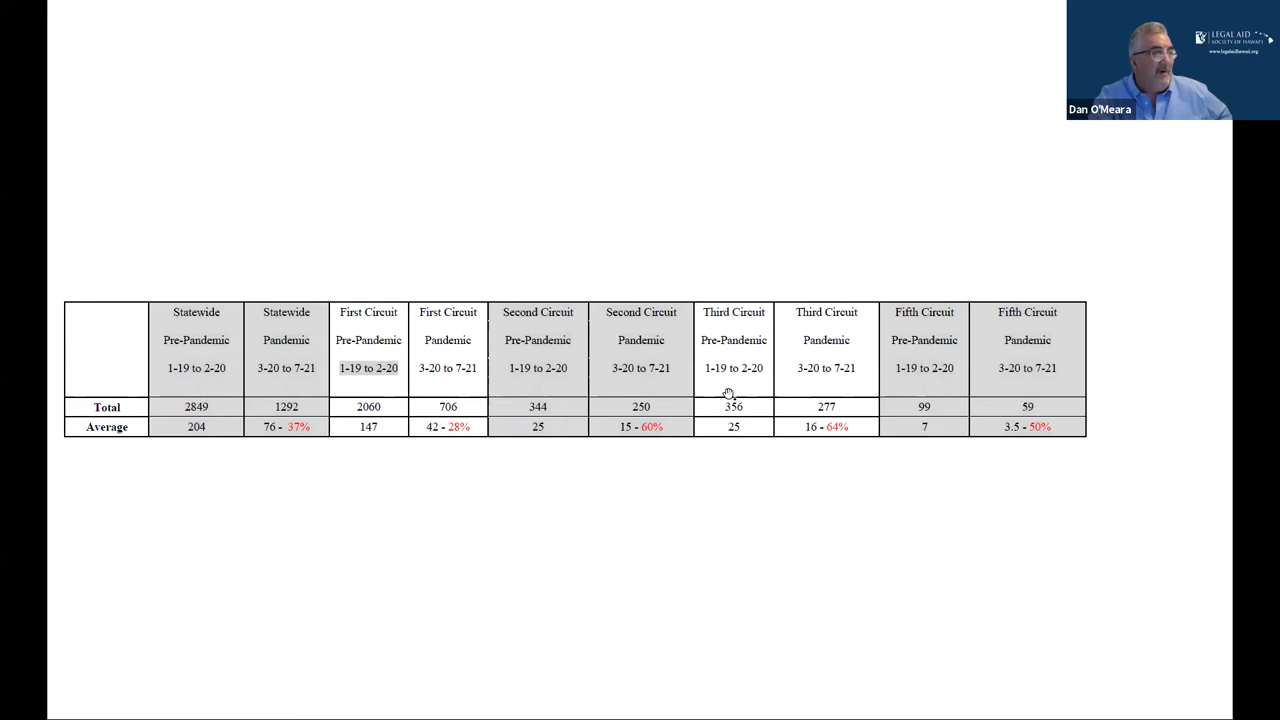 LEGAL AID
SOCIETY OF HAWAI'I
www.legalaidhawaii.org
Dan O'Meara
Statewide Statewide First Circuit First Circuit Second Circuit Second Circuit Third Circuit Third Circuit Fifth Circuit Fifth Circuit
Pre-Pandemic Pandemic Pre-Pandemic Pandemic Pre-Pandemic Pandemic Pre-Pandemic Pandemic Pre-Pandemic Pandemic
1-19 to 2-20 3-20 to 7-21 1-19 to 2-20 3-20 to 7-21 1-19 to 2-20 3-20 to 7-21 1-19 to 2-20 3-20 to 7-21 1-19 to 2-20 3-20 to 7-21
Total 2849 1292 2060 706 344 250 356 277 99 59
Average 204 76 - 37% 147 42 - 28% 25 15 - 60% 25 16 - 64% 7 3.5 - 50%